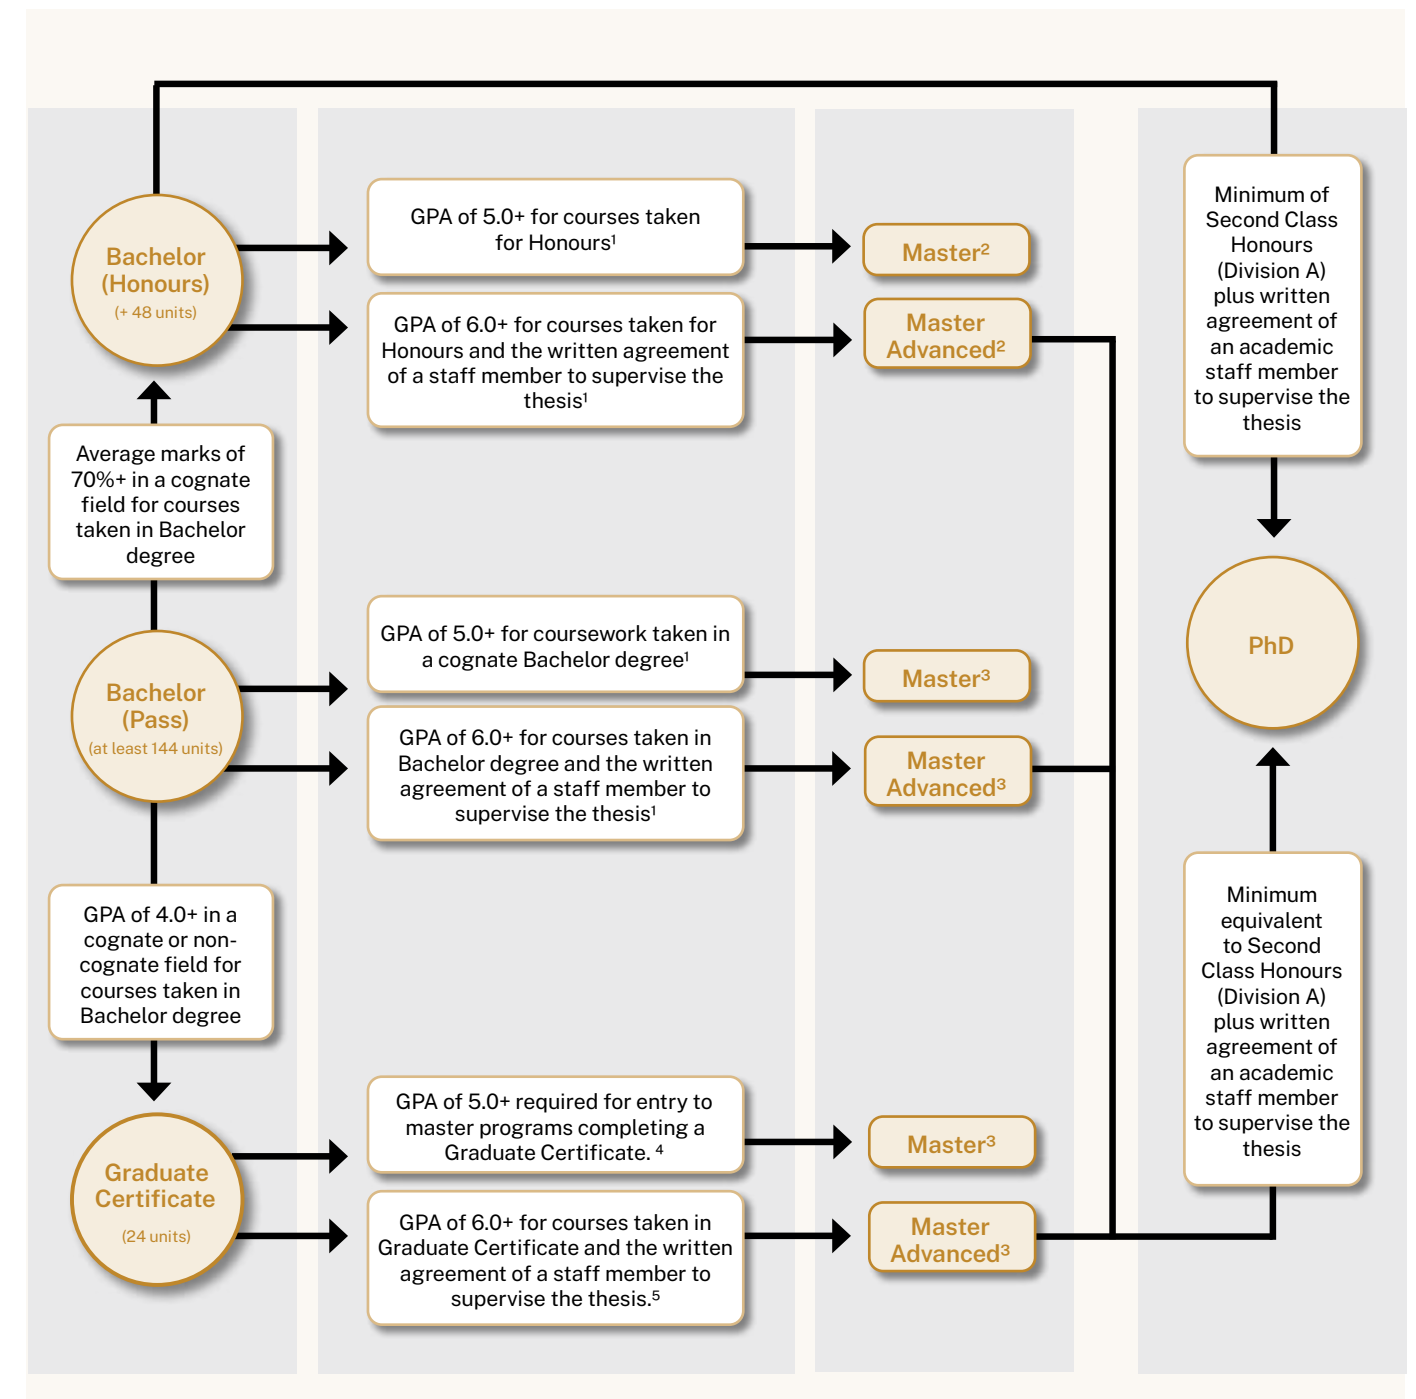 Bachelor
(Honours)
(+ 48 units)
GPA of 5.0+ for courses taken
for Honours¹
Master²
GPA of 6.0+ for courses taken for
Honours and the written agreement
of a staff member to supervise the
thesis¹
Master
Advanced²
Minimum of
Second Class
Honours
(Division A)
plus written
agreement of
an academic
staff member
to supervise the
thesis
Average marks of
70%+ in a cognate
field for courses
taken in Bachelor
degree
Bachelor
(Pass)
(at least 144 units)
GPA of 5.0+ for coursework taken in
a cognate Bachelor degree¹
Master³
GPA of 6.0+ for courses taken in
Bachelor degree and the written
agreement of a staff member to
supervise the thesis¹
Master
Advanced³
PhD
GPA of 4.0+ in a
cognate or non-
cognate field for
courses taken in
Bachelor degree
Minimum
equivalent
to Second
Class Honours
(Division A)
plus written
agreement of
an academic
staff member
to supervise the
thesis
Graduate
Certificate
(24 units)
GPA of 5.0+ required for entry to
master programs completing a
Graduate Certificate. ⁴
Master³
GPA of 6.0+ for courses taken in
Graduate Certificate and the written
agreement of a staff member to
supervise the thesis.⁵
Master
Advanced³